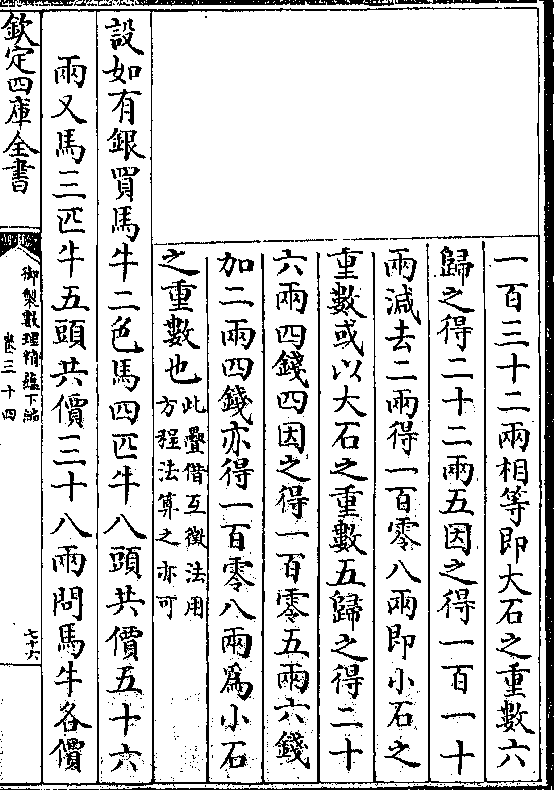 一百三十二兩相等即大石之重數六
歸之得二十二兩五因之得一百一十
兩減去二兩得一百零八兩即小石之
重數或以大石之重數五歸之得二十
六兩四錢四因之得一百零五兩六錢
加二兩四錢亦得一百零八兩爲小石
之重數也此疊借互徵法用
方程法算之亦可
設如有銀買馬牛二色馬四匹牛八頭共價五十六
兩又馬三匹牛五頭共價三十八兩問馬牛各價
欽定四庫全書
御製數理精蘊下編
卷三十四
七十六